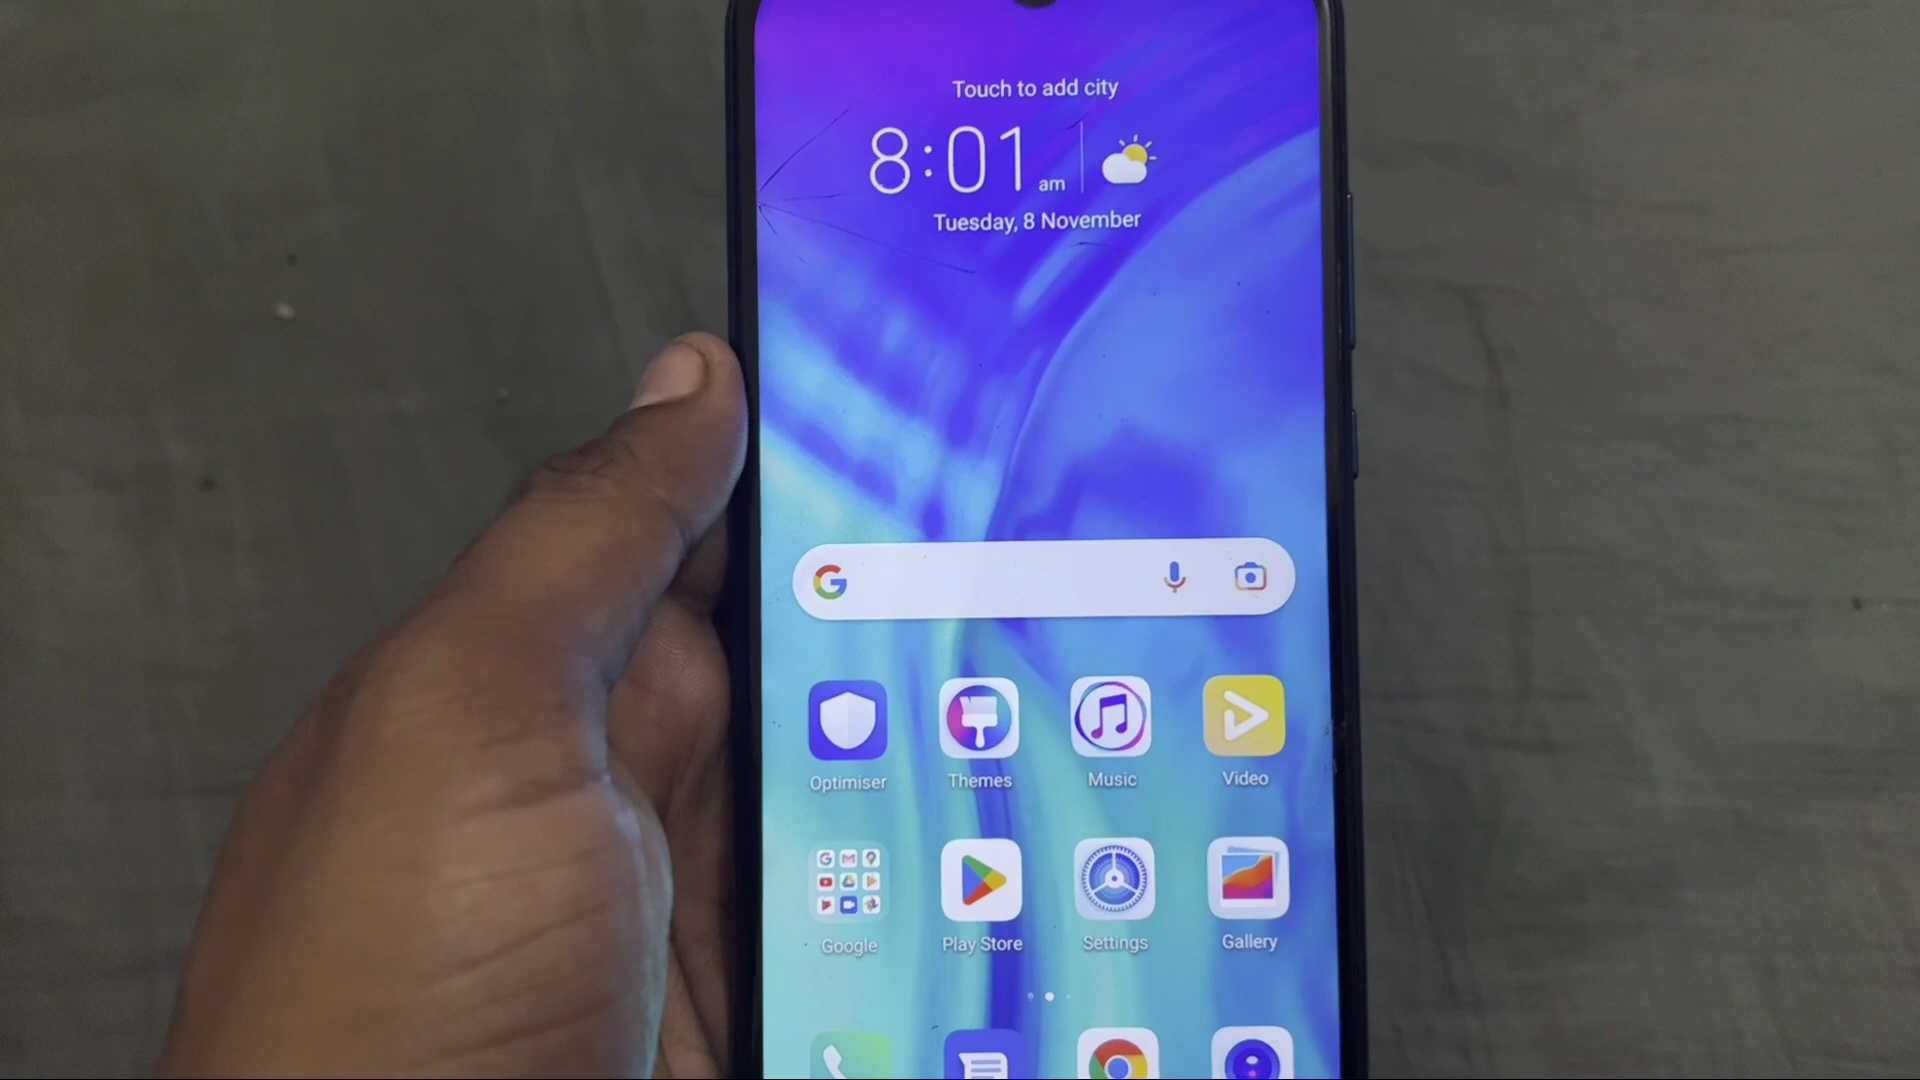 Touch to add city
8:01 am
Tuesday, 8 November
Optimiser
Themes
Music
Video
Google
Play Store
Settings
Gallery